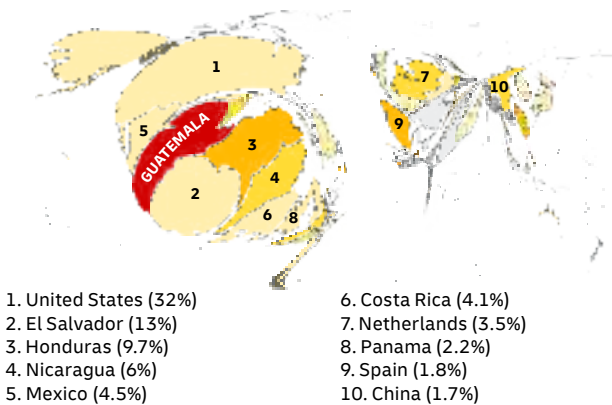 1
7
10
5
GUATEMALA
3
9
4
2
6
8
1. United States (32%)
2. El Salvador (13%)
3. Honduras (9.7%)
4. Nicaragua (6%)
5. Mexico (4.5%)
6. Costa Rica (4.1%)
7. Netherlands (3.5%)
8. Panama (2.2%)
9. Spain (1.8%)
10. China (1.7%)